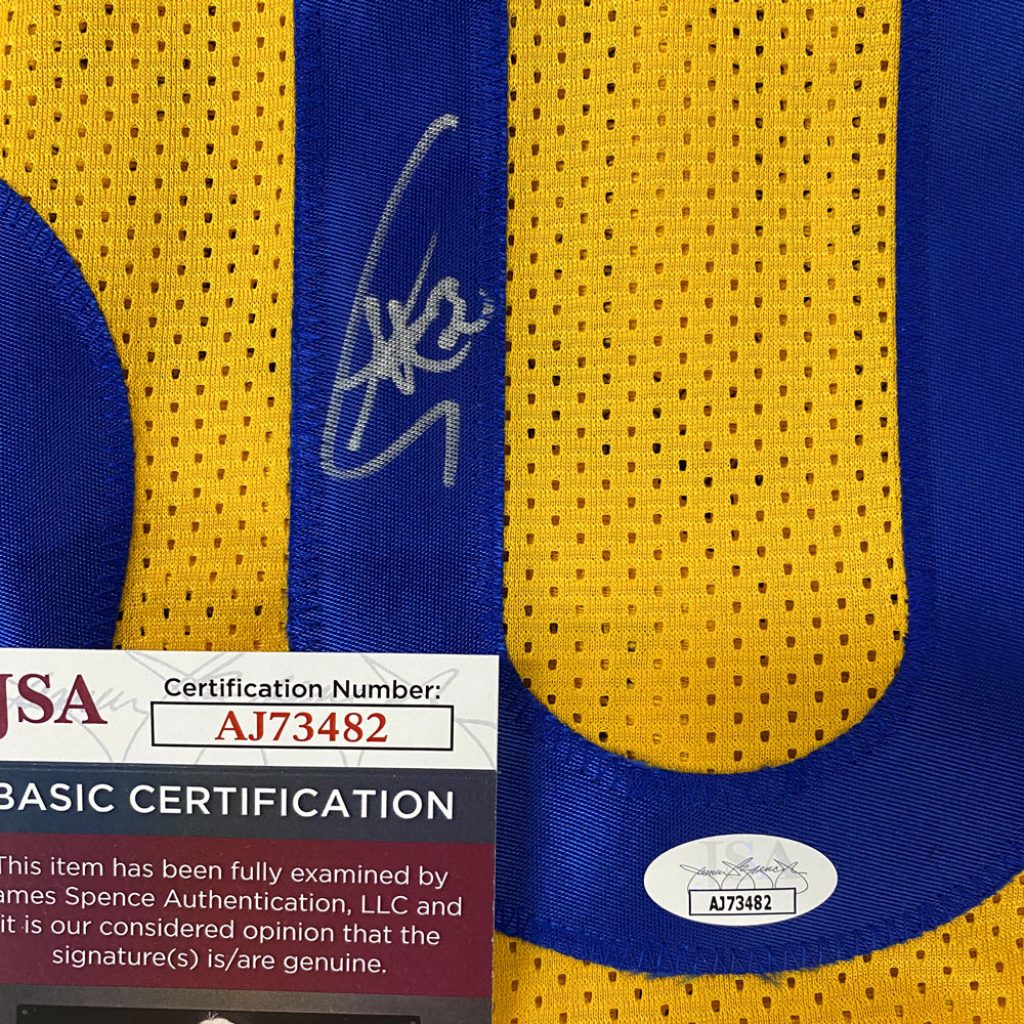 JSA
Certification Number:
AJ73482
BASIC CERTIFICATION
This item has been fully examined by
ames Spence Authentication, LLC and
it is our considered opinion that the
signature(s) is/are genuine.
JSA
AJ73482